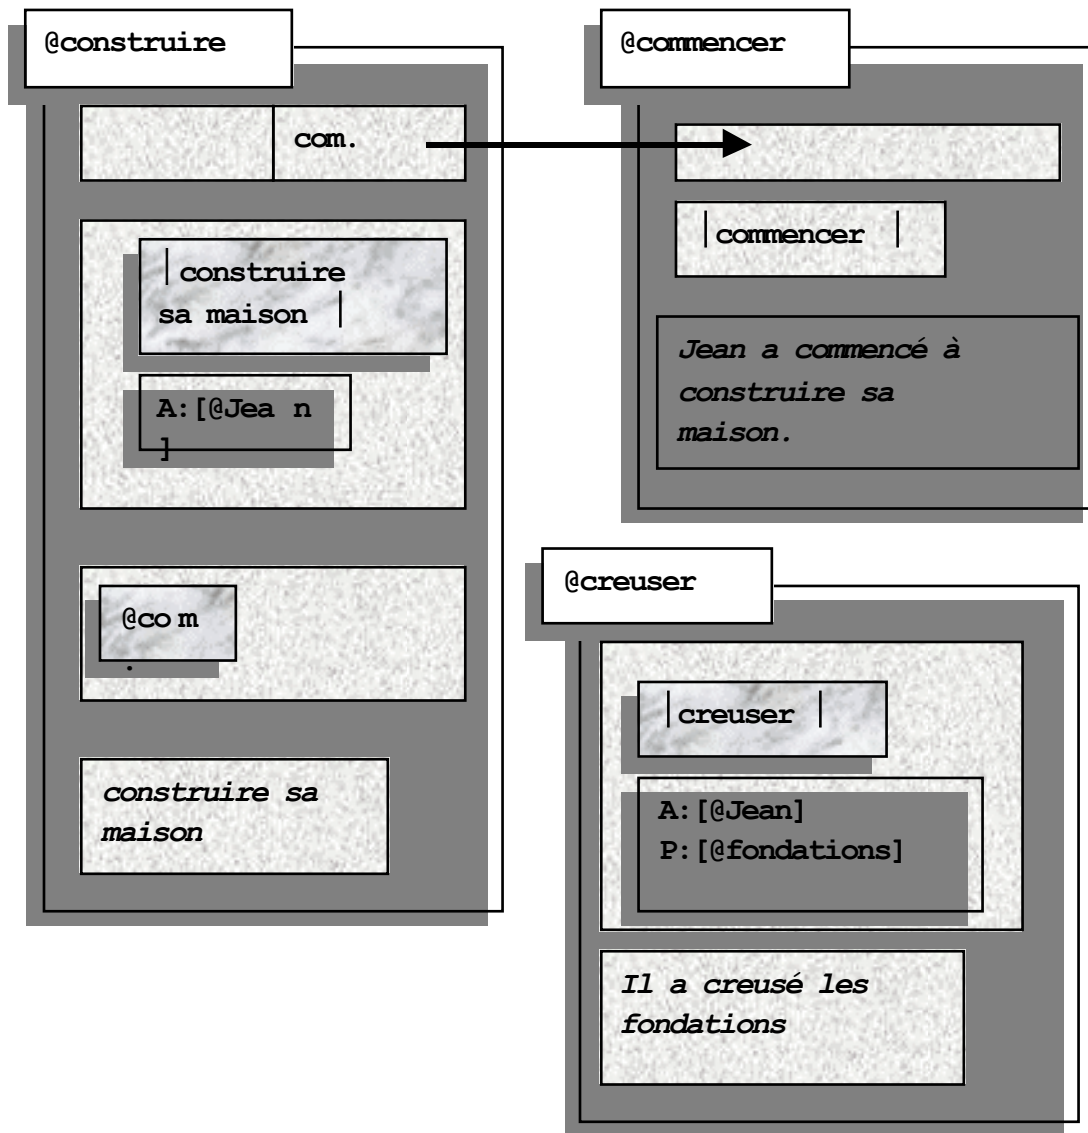 @construire
com.
│construire
sa maison │
A:[@Jea n
]
@co m
.
construire sa
maison
@commencer
│commencer │
Jean a commencé à
construire sa
maison.
@creuser
│creuser │
A:[@Jean]
P:[@fondations]
Il a creusé les
fondations